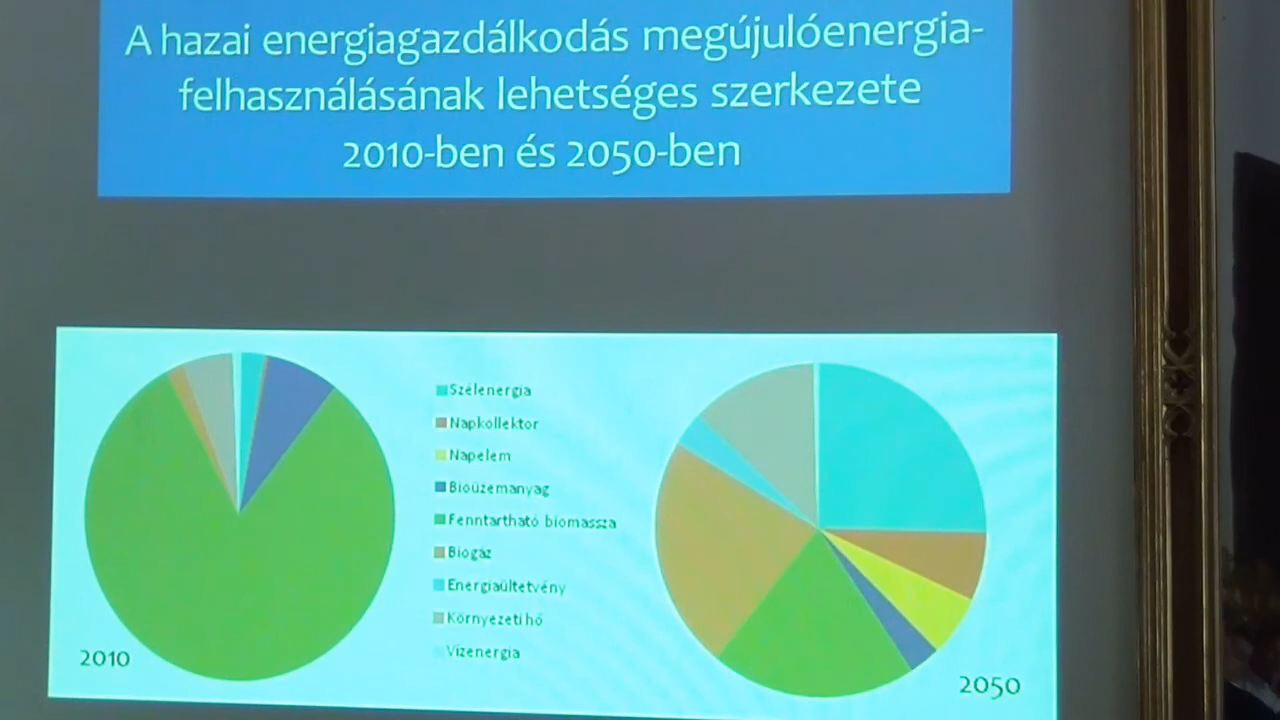 A hazai energiagazdálkodás megújulóenergia-
felhasználásának lehetséges szerkezete
2010-ben és 2050-ben
Szélenergia
Napkollektor
Napelem
Bioüzemanyag
Fenntartható biomassza
Biogáz
Energiaültetvény
Környezeti hő
Vízenergia
2010
2050